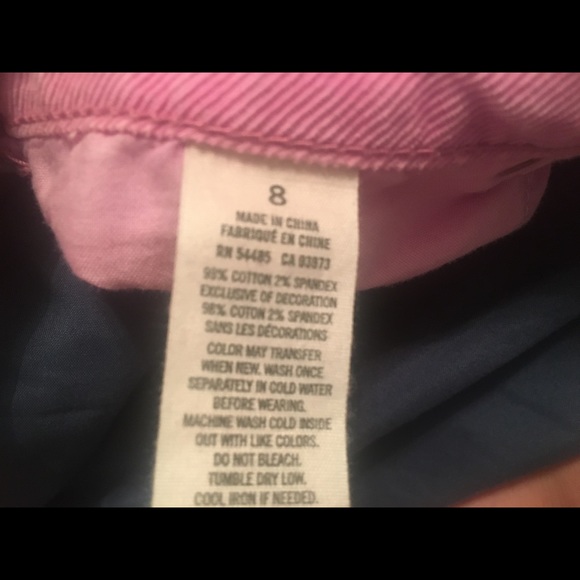 8
MADE IN CHINA
FABRIQUÉ EN CHINE
RN 54485 CA 03973
98% COTTON 2% SPANDEX
EXCLUSIVE OF DECORATION
98% COTON 2% SPANDEX
SANS LES DÉCORATIONS
COLOR MAY TRANSFER
WHEN NEW. WASH ONCE
SEPARATELY IN COLD WATER
BEFORE WEARING.
MACHINE WASH COLD INSIDE
OUT WITH LIKE COLORS.
DO NOT BLEACH.
TUMBLE DRY LOW.
COOL IRON IF NEEDED.